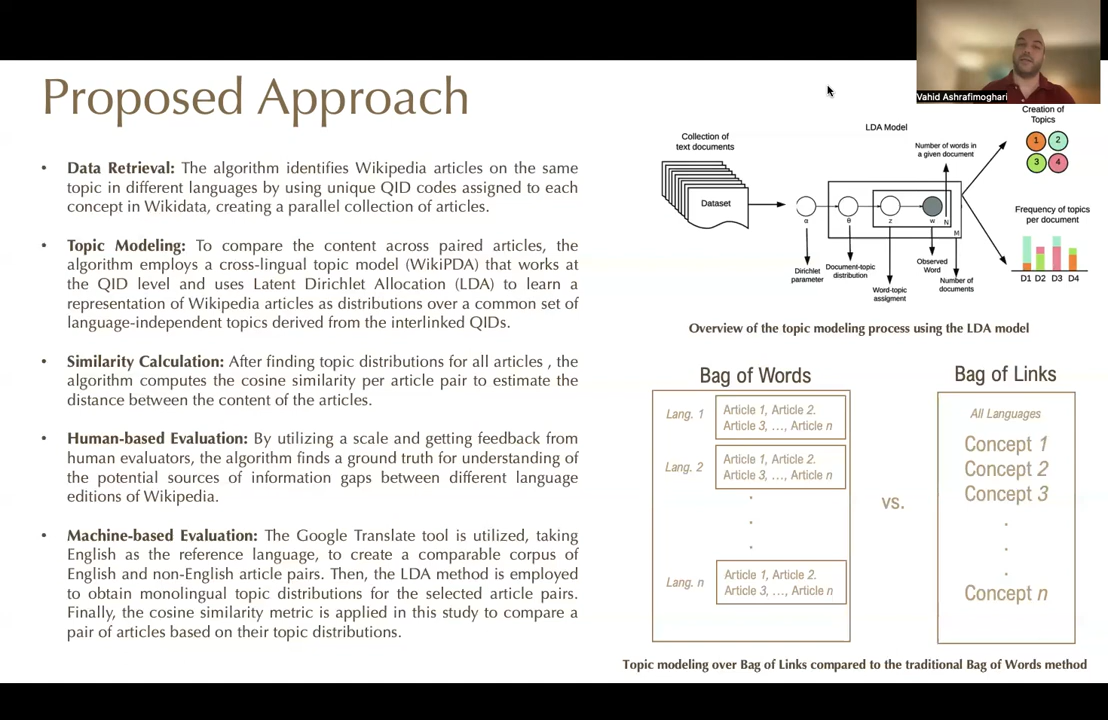 Proposed Approach
• Data Retrieval: The algorithm identifies Wikipedia articles on the same
topic in different languages by using unique QID codes assigned to each
concept in Wikidata, creating a parallel collection of articles.
• Topic Modeling: To compare the content across paired articles, the
algorithm employs a cross-lingual topic model (WikiPDA) that works at
the QID level and uses Latent Dirichlet Allocation (LDA) to learn a
representation of Wikipedia articles as distributions over a common set of
language-independent topics derived from the interlinked QIDs.
• Similarity Calculation: After finding topic distributions for all articles , the
algorithm computes the cosine similarity per article pair to estimate the
distance between the content of the articles.
• Human-based Evaluation: By utilizing a scale and getting feedback from
human evaluators, the algorithm finds a ground truth for understanding of
the potential sources of information gaps between different language
editions of Wikipedia.
• Machine-based Evaluation: The Google Translate tool is utilized, taking
English as the reference language, to create a comparable corpus of
English and non-English article pairs. Then, the LDA method is employed
to obtain monolingual topic distributions for the selected article pairs.
Finally, the cosine similarity metric is applied in this study to compare a
pair of articles based on their topic distributions.
Vahid Ashrafimoghari
Collection of
text documents
Dataset
LDA Model
Number of words in
a given document
α
θ
z
w
N
M
Dirichlet
parameter
Document-topic
distribution
Word-topic
assigment
Observed
Word
Number of
documents
Creation of
Topics
1
2
3
4
Frequency of topics
per document
D1 D2 D3 D4
Overview of the topic modeling process using the LDA model
Bag of Words
Lang. 1
Article 1, Article 2.
Article 3, ..., Article n
Lang. 2
Article 1, Article 2.
Article 3, ..., Article n
.
.
.
Lang. n
Article 1, Article 2.
Article 3, ..., Article n
vs.
Bag of Links
All Languages
Concept 1
Concept 2
Concept 3
.
.
.
Concept n
Topic modeling over Bag of Links compared to the traditional Bag of Words method